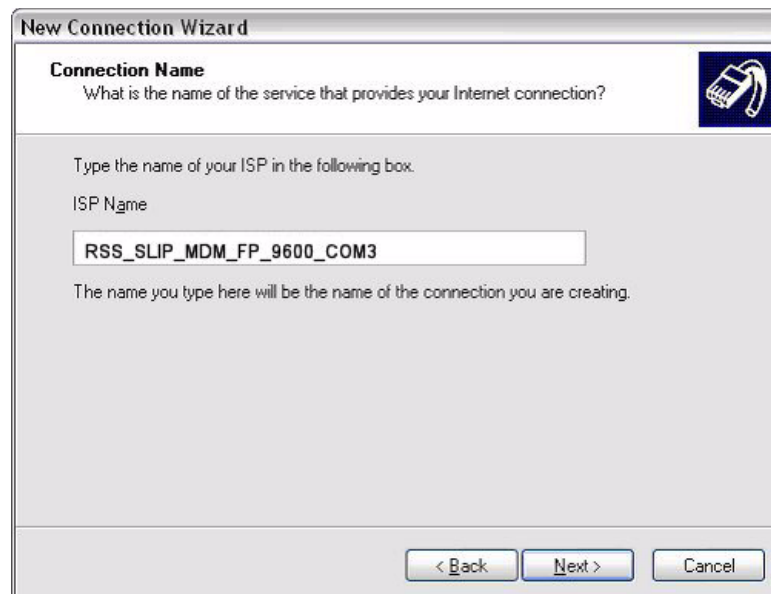 New Connection Wizard
Connection Name
What is the name of the service that provides your Internet connection?
Type the name of your ISP in the following box.
ISP Name
RSS_SLIP_MDM_FP_9600_COM3
The name you type here will be the name of the connection you are creating.
< Back Next > Cancel